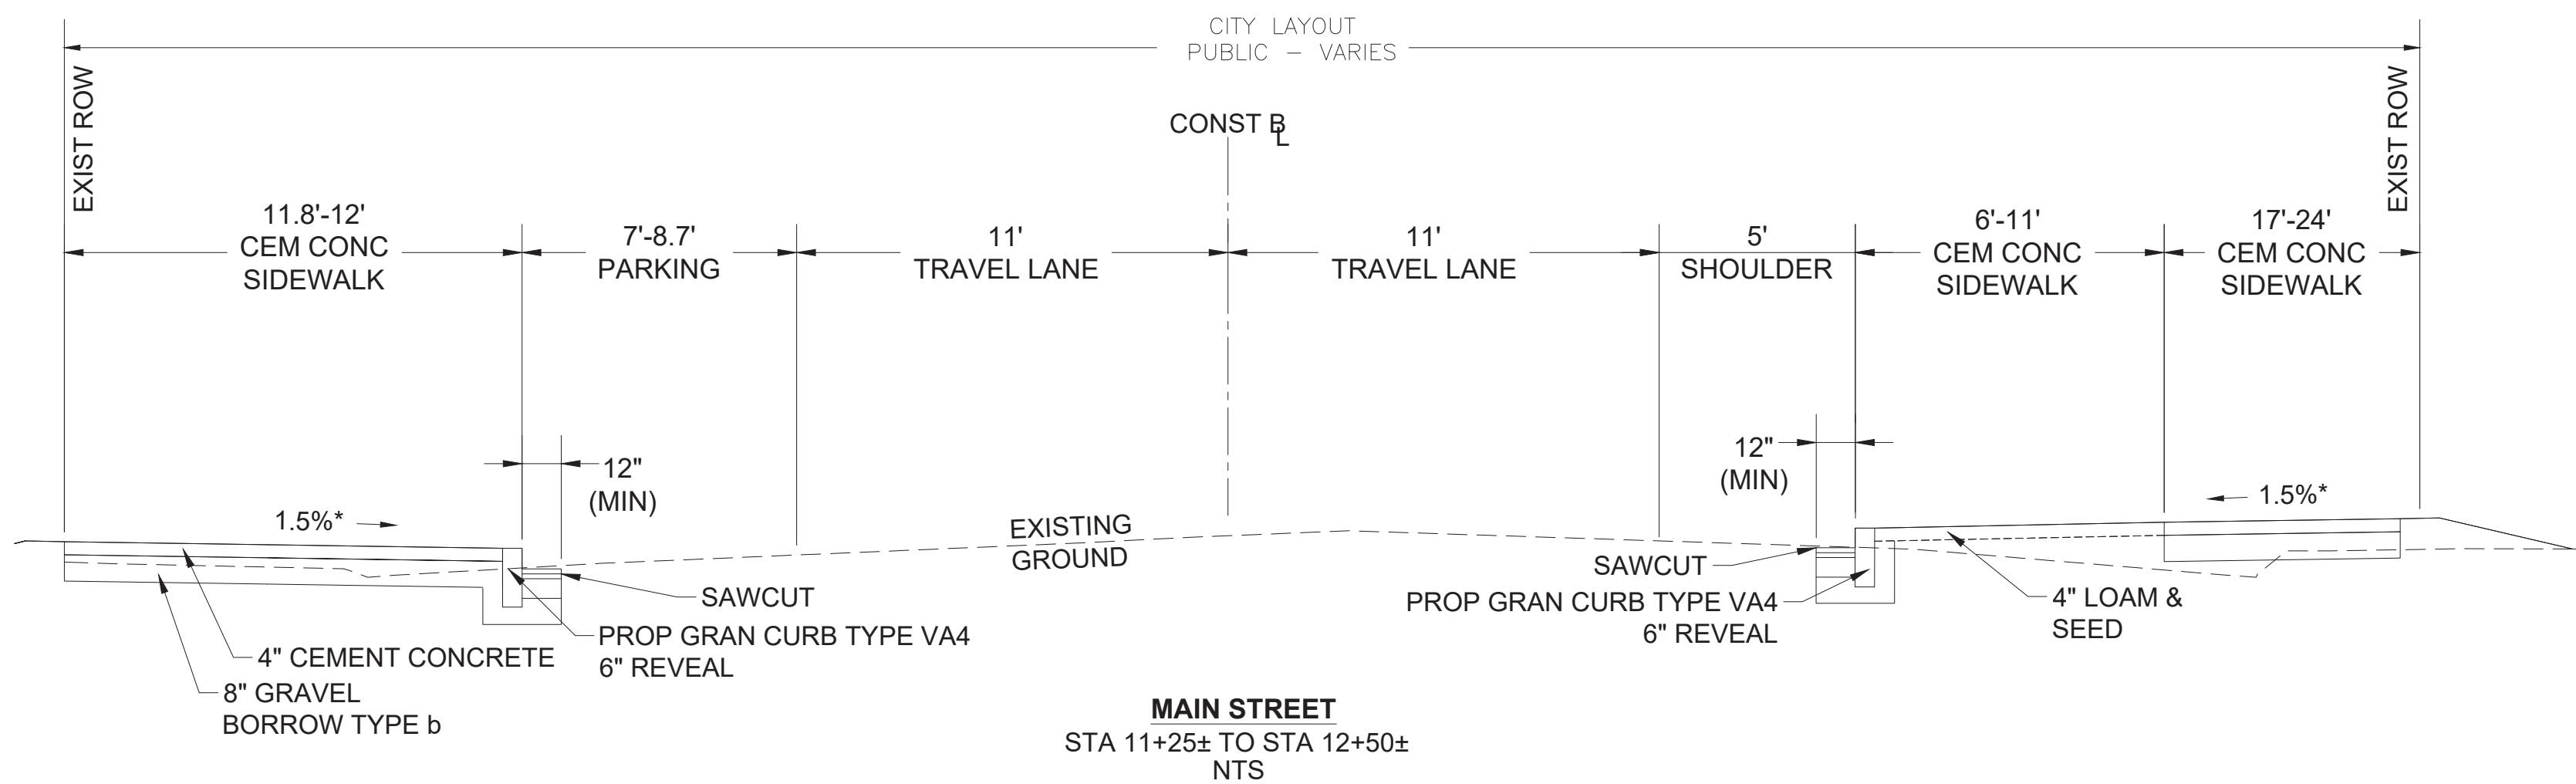 CITY LAYOUT
PUBLIC – VARIES
EXIST ROW
EXIST ROW
CONST BL
11.8'-12'
CEM CONC
SIDEWALK
7'-8.7'
PARKING
11'
TRAVEL LANE
11'
TRAVEL LANE
5'
SHOULDER
6'-11'
CEM CONC
SIDEWALK
17'-24'
CEM CONC
SIDEWALK
12"
(MIN)
12"
(MIN)
1.5%*
1.5%*
EXISTING
GROUND
SAWCUT
PROP GRAN CURB TYPE VA4
6" REVEAL
4" CEMENT CONCRETE
8" GRAVEL
BORROW TYPE b
SAWCUT
PROP GRAN CURB TYPE VA4
6" REVEAL
4" LOAM &
SEED
MAIN STREET
STA 11+25± TO STA 12+50±
NTS